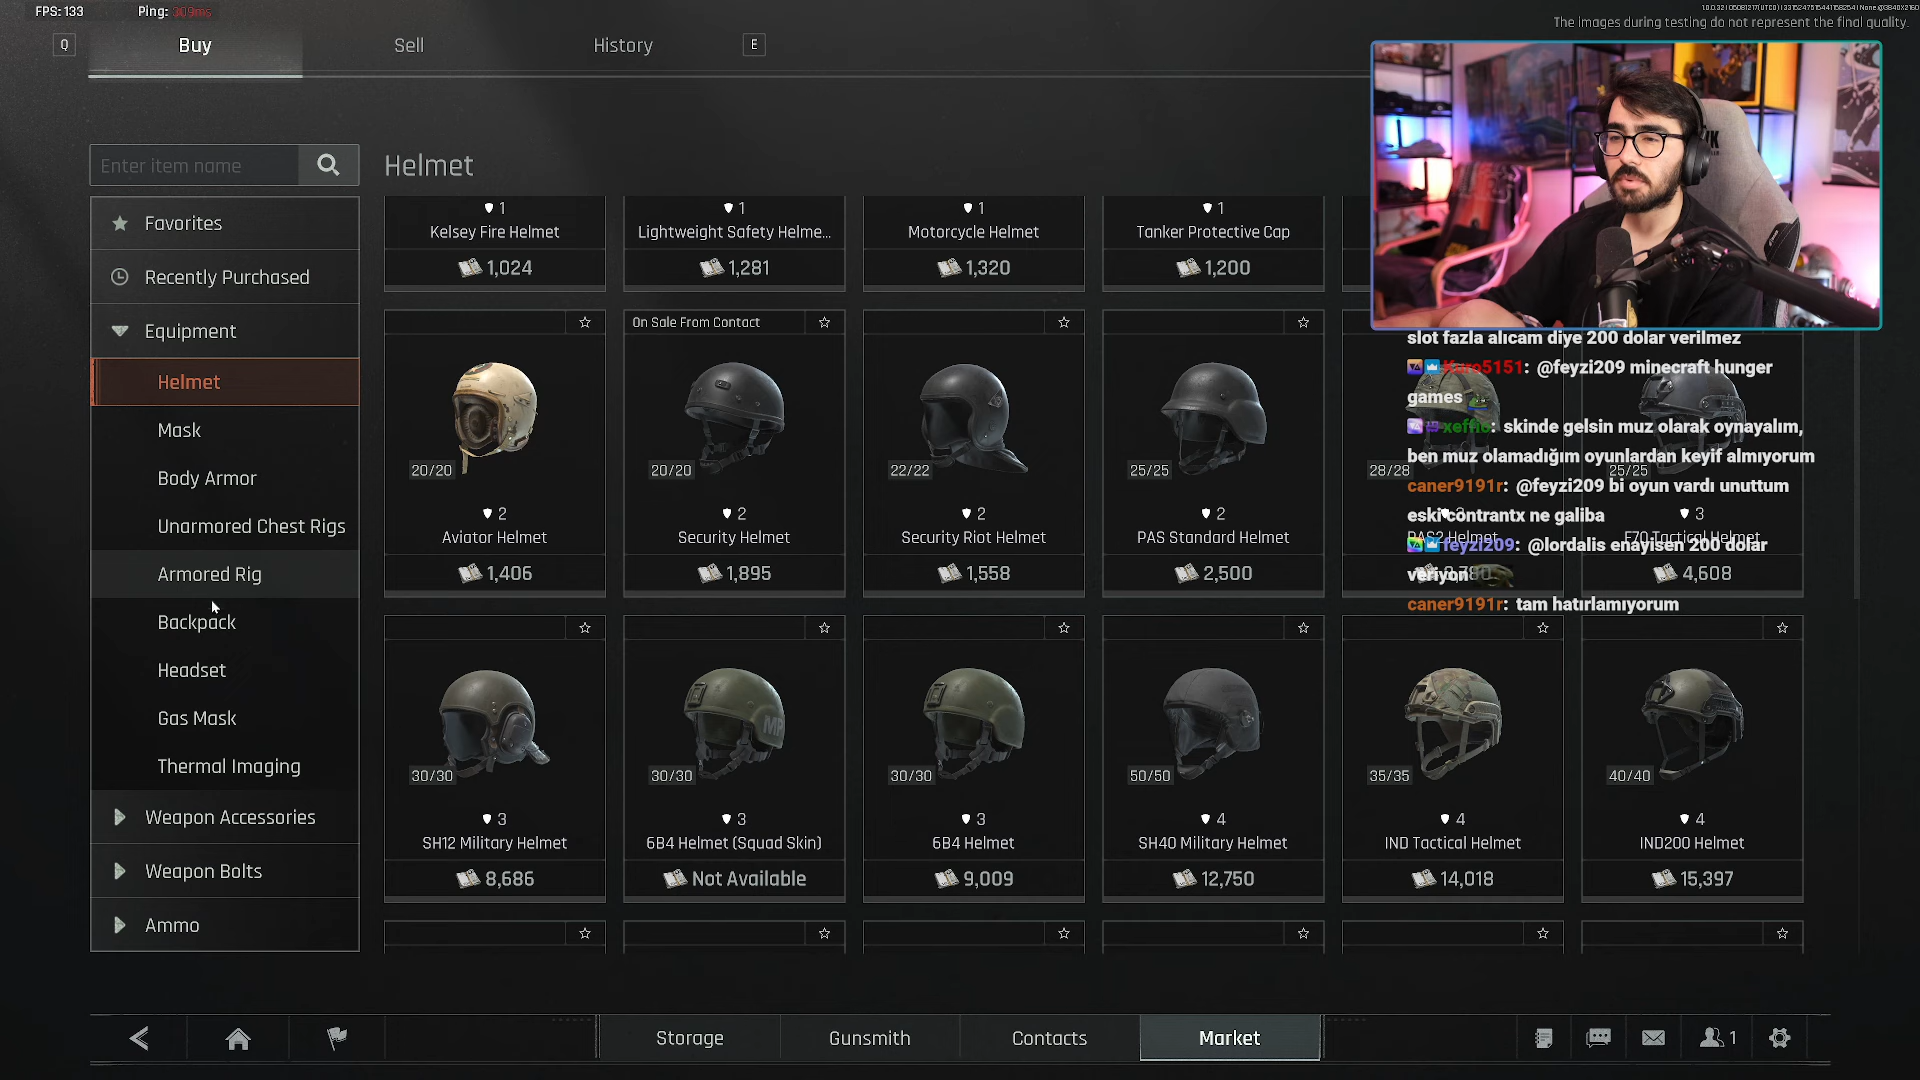 FPS: 133
Ping: 309ms
The images during testing do not represent the final quality.
Q
Buy
Sell
History
E
Enter item name
Helmet
Favorites
Recently Purchased
Equipment
Helmet
Mask
Body Armor
Unarmored Chest Rigs
Armored Rig
Backpack
Headset
Gas Mask
Thermal Imaging
Weapon Accessories
Weapon Bolts
Ammo
1
Kelsey Fire Helmet
1,024
1
Lightweight Safety Helme...
1,281
1
Motorcycle Helmet
1,320
1
Tanker Protective Cap
1,200
20/20
2
Aviator Helmet
1,406
On Sale From Contact
20/20
2
Security Helmet
1,895
22/22
2
Security Riot Helmet
1,558
25/25
2
PAS Standard Helmet
2,500
28/28
25/25
3
F70 Tactical Helmet
4,608
30/30
3
SH12 Military Helmet
8,686
30/30
3
6B4 Helmet (Squad Skin)
Not Available
30/30
3
6B4 Helmet
9,009
50/50
4
SH40 Military Helmet
12,750
35/35
4
IND Tactical Helmet
14,018
40/40
4
IND200 Helmet
15,397
slot fazla alıcam diye 200 dolar verilmez
Kuro5151: @feyzi209 minecraft hunger
games
skinde gelsin muz olarak oynayalım,
ben muz olamadığım oyunlardan keyif almıyorum
caner9191r: @feyzi209 bi oyun vardı unuttum
eski contrantx ne galiba
feyzi209: @lordalis enayisen 200 dolar
veriyon
caner9191r: tam hatırlamıyorum
Storage
Gunsmith
Contacts
Market
1